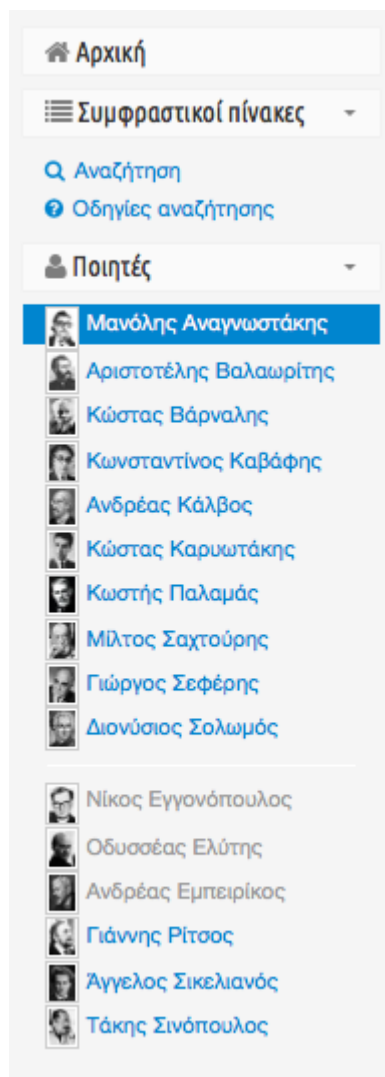 Αρχική
Συμφραστικοί πίνακες
Αναζήτηση
Οδηγίες αναζήτησης
Ποιητές
Μανόλης Αναγνωστάκης
Αριστοτέλης Βαλαωρίτης
Κώστας Βάρναλης
Κωνσταντίνος Καβάφης
Ανδρέας Κάλβος
Κώστας Καρυωτάκης
Κωστής Παλαμάς
Μίλτος Σαχτούρης
Γιώργος Σεφέρης
Διονύσιος Σολωμός
Νίκος Εγγονόπουλος
Οδυσσέας Ελύτης
Ανδρέας Εμπειρίκος
Γιάννης Ρίτσος
Άγγελος Σικελιανός
Τάκης Σινόπουλος